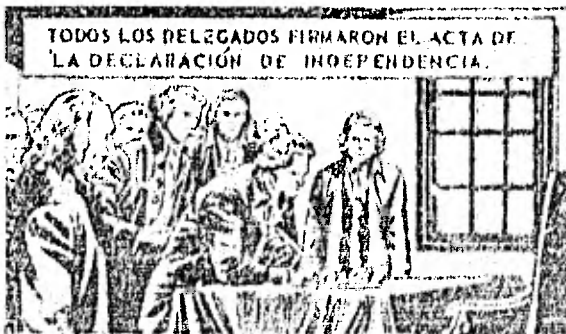 TODOS LOS DELEGADOS FIRMARON EL ACTA DE
LA DECLARACIÓN DE INDEPENDENCIA.